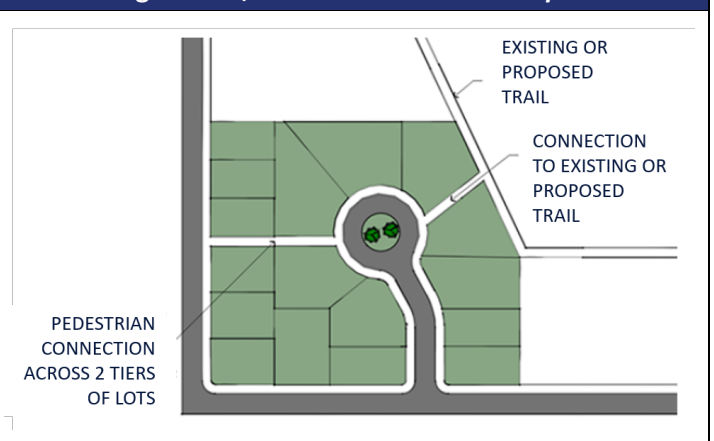 EXISTING OR
PROPOSED
TRAIL
CONNECTION
TO EXISTING OR
PROPOSED
TRAIL
PEDESTRIAN
CONNECTION
ACROSS 2 TIERS
OF LOTS